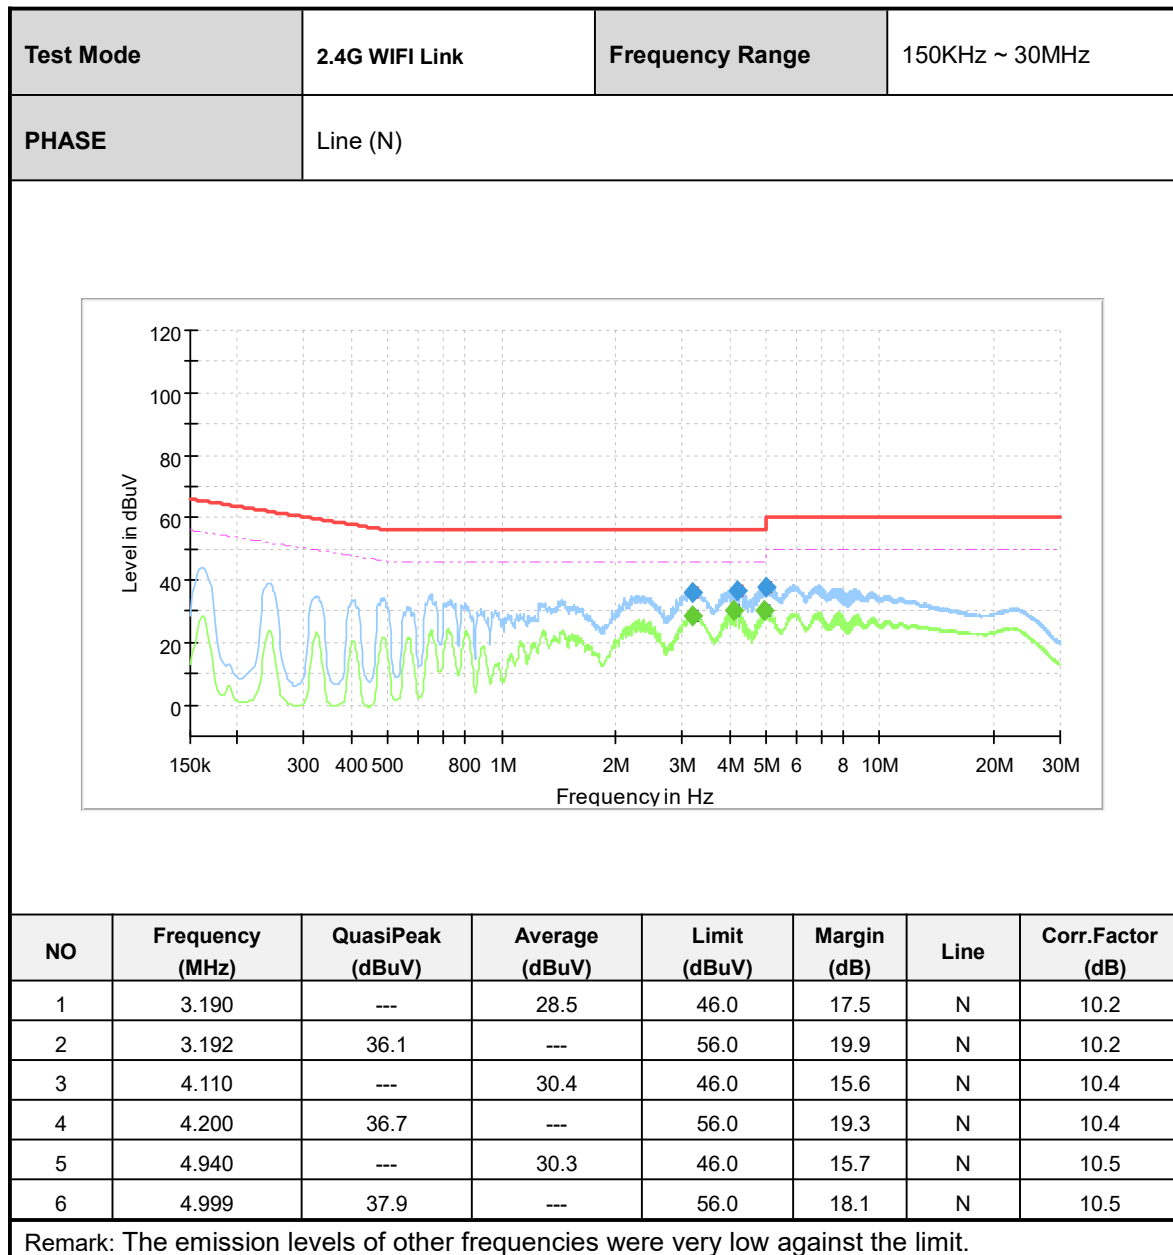 Test Mode 2.4G WIFI Link Frequency Range 150KHz ~ 30MHz
PHASE Line (N)
120
100
80
60
40
20
0
Level in dBuV
150k 300 400 500 800 1M 2M 3M 4M 5M 6 8 10M 20M 30M
Frequency in Hz
NO Frequency (MHz) QuasiPeak (dBuV) Average (dBuV) Limit (dBuV) Margin (dB) Line Corr.Factor (dB)
1 3.190 --- 28.5 46.0 17.5 N 10.2
2 3.192 36.1 --- 56.0 19.9 N 10.2
3 4.110 --- 30.4 46.0 15.6 N 10.4
4 4.200 36.7 --- 56.0 19.3 N 10.4
5 4.940 --- 30.3 46.0 15.7 N 10.5
6 4.999 37.9 --- 56.0 18.1 N 10.5
Remark: The emission levels of other frequencies were very low against the limit.